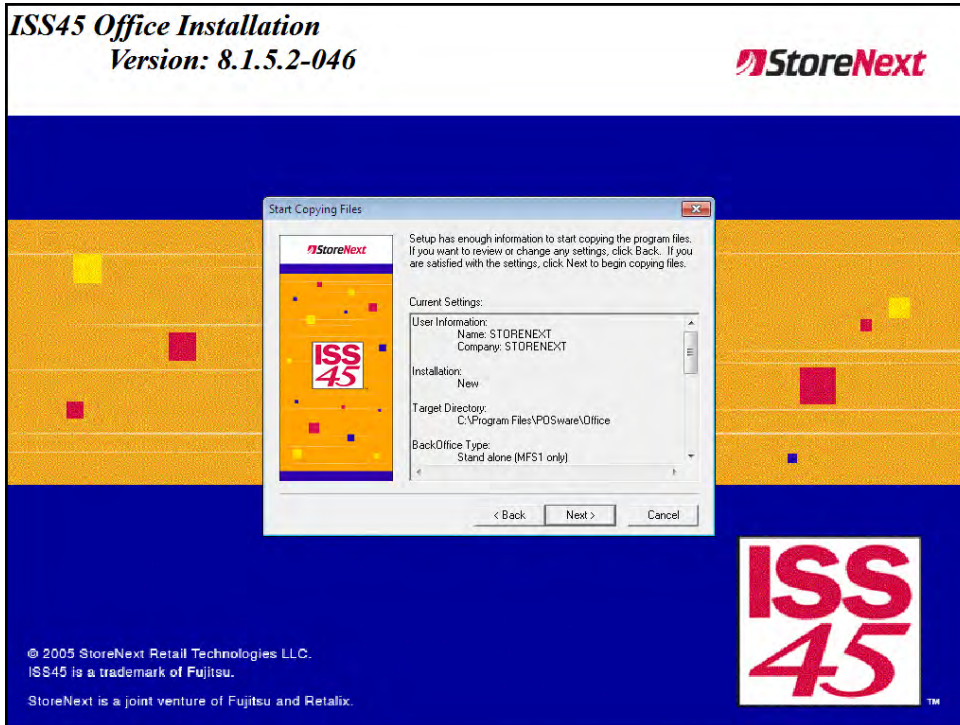 ISS45 Office Installation
Version: 8.1.5.2-046
StoreNext
Start Copying Files
StoreNext
ISS
45
Setup has enough information to start copying the program files.
If you want to review or change any settings, click Back. If you
are satisfied with the settings, click Next to begin copying files.
Current Settings:
User Information:
Name: STORENEXT
Company: STORENEXT
Installation:
New
Target Directory:
C:\Program Files\POSware\Office
BackOffice Type:
Stand alone (MFS1 only)
< Back
Next >
Cancel
ISS
45
TM
© 2005 StoreNext Retail Technologies LLC.
ISS45 is a trademark of Fujitsu.
StoreNext is a joint venture of Fujitsu and Retalix.